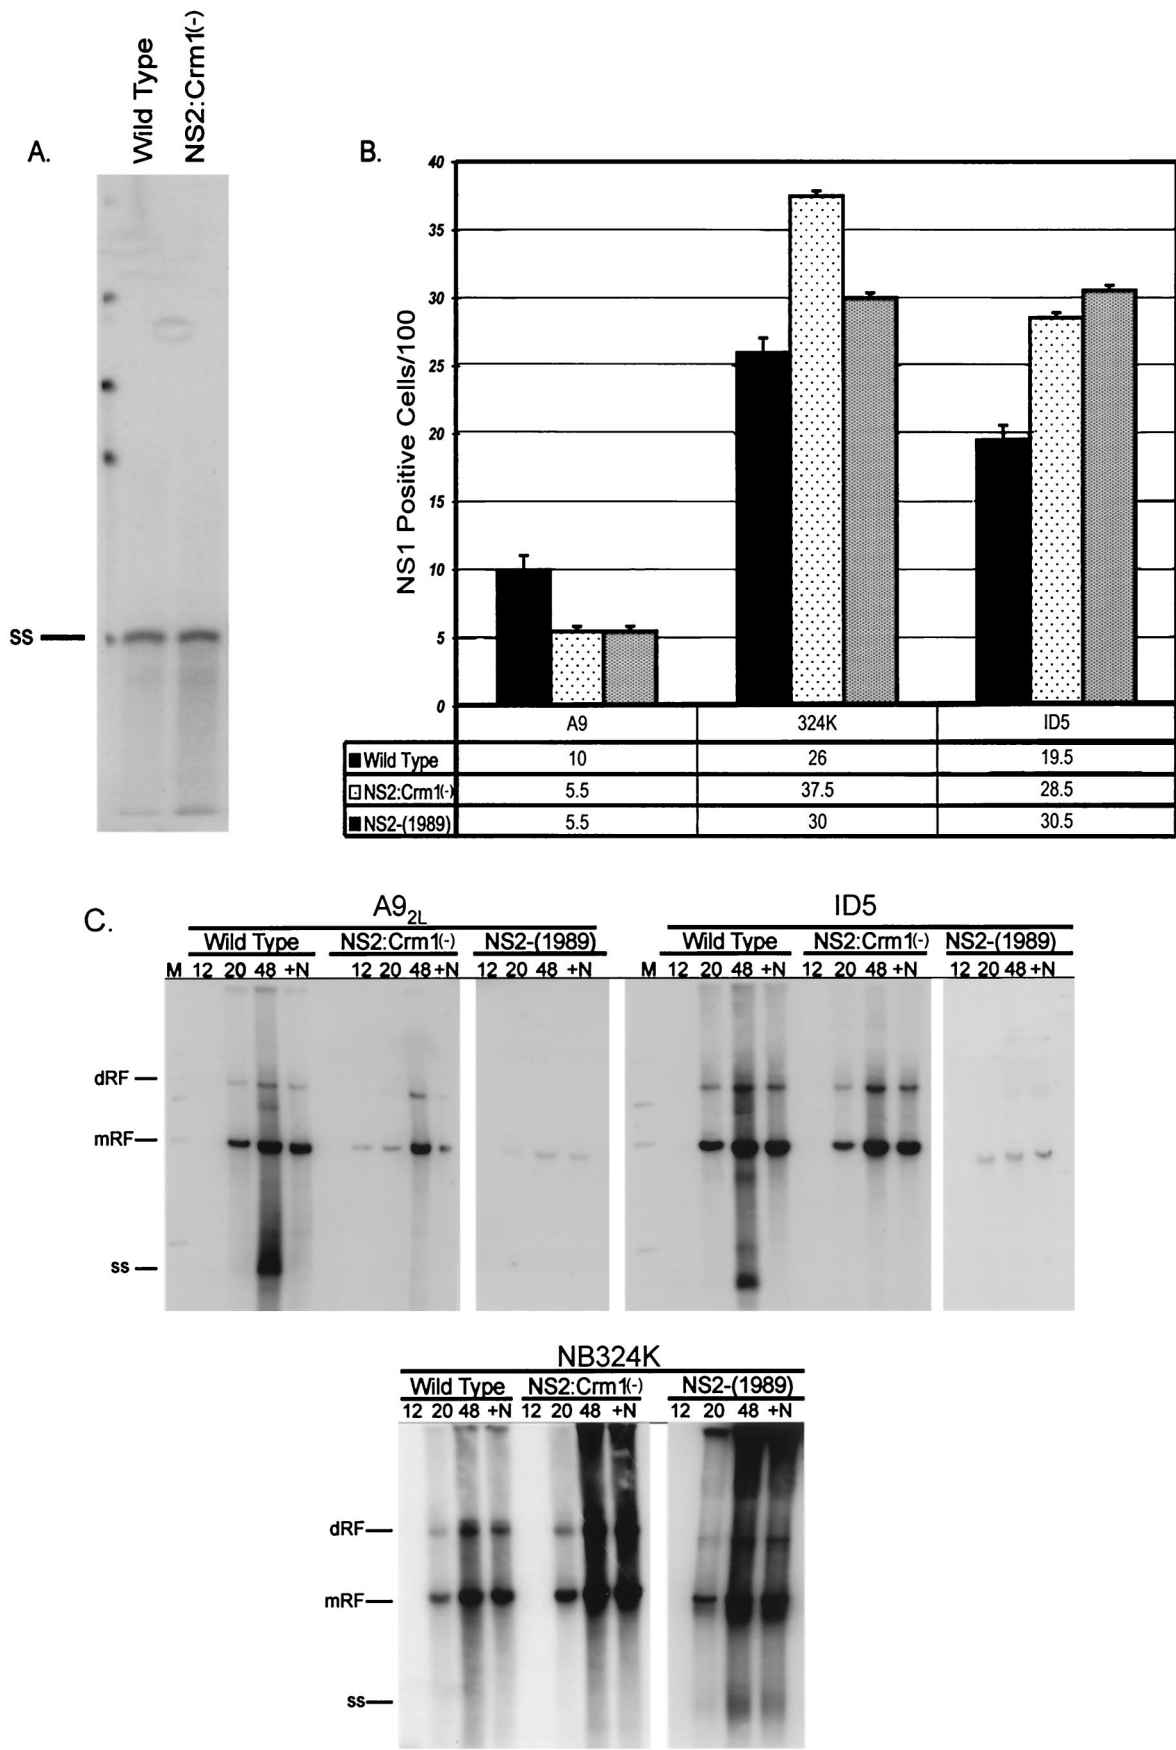 A.
Wild Type
NS2:Crm1(-)
ss
B.
NS1 Positive Cells/100
40
35
30
25
20
15
10
5
0
A9 324K ID5
Wild Type 10 26 19.5
NS2:Crm1(-) 5.5 37.5 28.5
NS2-(1989) 5.5 30 30.5
C.
A92L ID5
Wild Type NS2:Crm1(-) NS2-(1989) Wild Type NS2:Crm1(-) NS2-(1989)
M 12 20 48 +N 12 20 48 +N 12 20 48 +N M 12 20 48 +N 12 20 48 +N 12 20 48 +N
dRF
mRF
ss
NB324K
Wild Type NS2:Crm1(-) NS2-(1989)
12 20 48 +N 12 20 48 +N 12 20 48 +N
dRF
mRF
ss